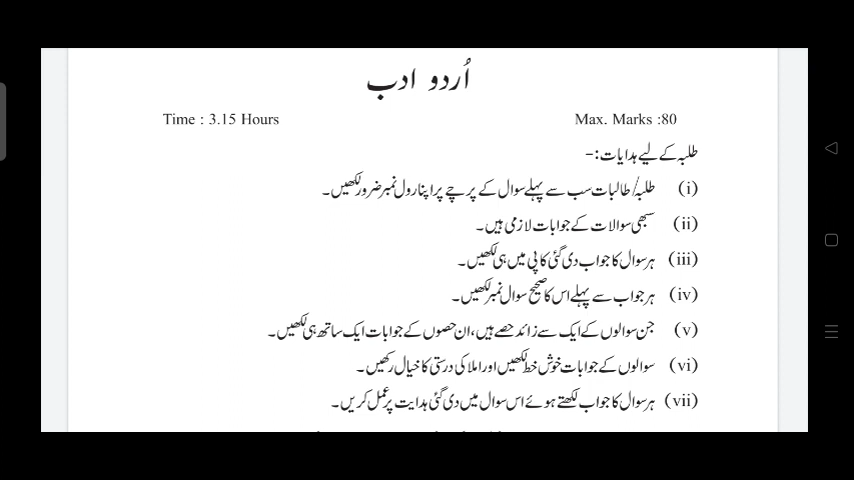 اُردو ادب
Time : 3.15 Hours Max. Marks :80
طلبہ کے لیے ہدایات :-
(i) طلبہ/طالبات سب سے پہلے سوال کے پرچے پر اپنا رول نمبر ضرور لکھیں۔
(ii) سبھی سوالات کے جوابات لازمی ہیں۔
(iii) ہر سوال کا جواب دی گئی کاپی میں ہی لکھیں۔
(iv) ہر جواب سے پہلے اس کا صحیح سوال نمبر لکھیں۔
(v) جن سوالوں کے ایک سے زائد حصے ہیں، ان حصوں کے جوابات ایک ساتھ ہی لکھیں۔
(vi) سوالوں کے جوابات خوش خط لکھیں اور املا کی درستی کا خیال رکھیں۔
(vii) ہر سوال کا جواب لکھتے ہوئے اس سوال میں دی گئی ہدایت پر عمل کریں۔